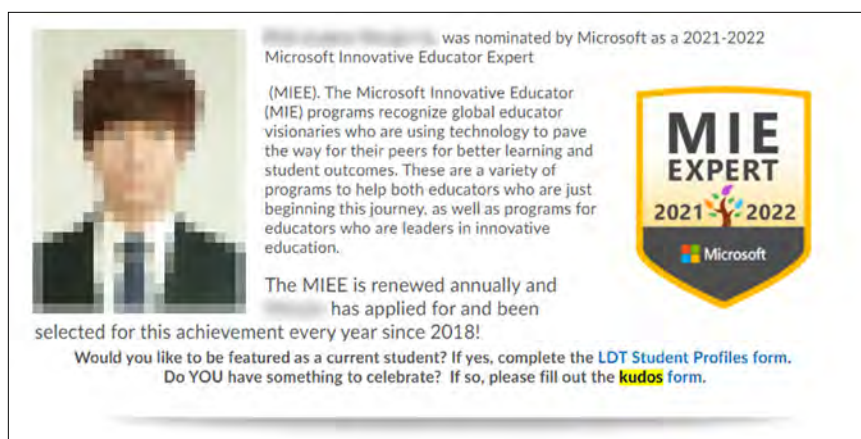 , was nominated by Microsoft as a 2021-2022
Microsoft Innovative Educator Expert
(MIEE). The Microsoft Innovative Educator
(MIE) programs recognize global educator
visionaries who are using technology to pave
the way for their peers for better learning and
student outcomes. These are a variety of
programs to help both educators who are just
beginning this journey, as well as programs for
educators who are leaders in innovative
education.
The MIEE is renewed annually and
has applied for and been
selected for this achievement every year since 2018!
MIE
EXPERT
2021 2022
Microsoft
Would you like to be featured as a current student? If yes, complete the LDT Student Profiles form.
Do YOU have something to celebrate? If so, please fill out the kudos form.